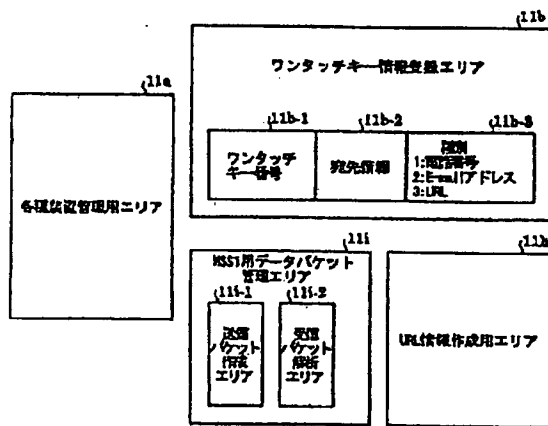 11a
各種装置管理用エリア
11b
ワンタッチキー情報登録エリア
11b-1
ワンタッチ
キー番号
11b-2
宛先情報
11b-3
種別
1:電話番号
2:E-mailアドレス
3:URL
11i
用データパケット
管理エリア
11i-1
送信
パケット
作成
エリア
11i-2
受信
パケット
解析
エリア
11h
URL情報作成用エリア